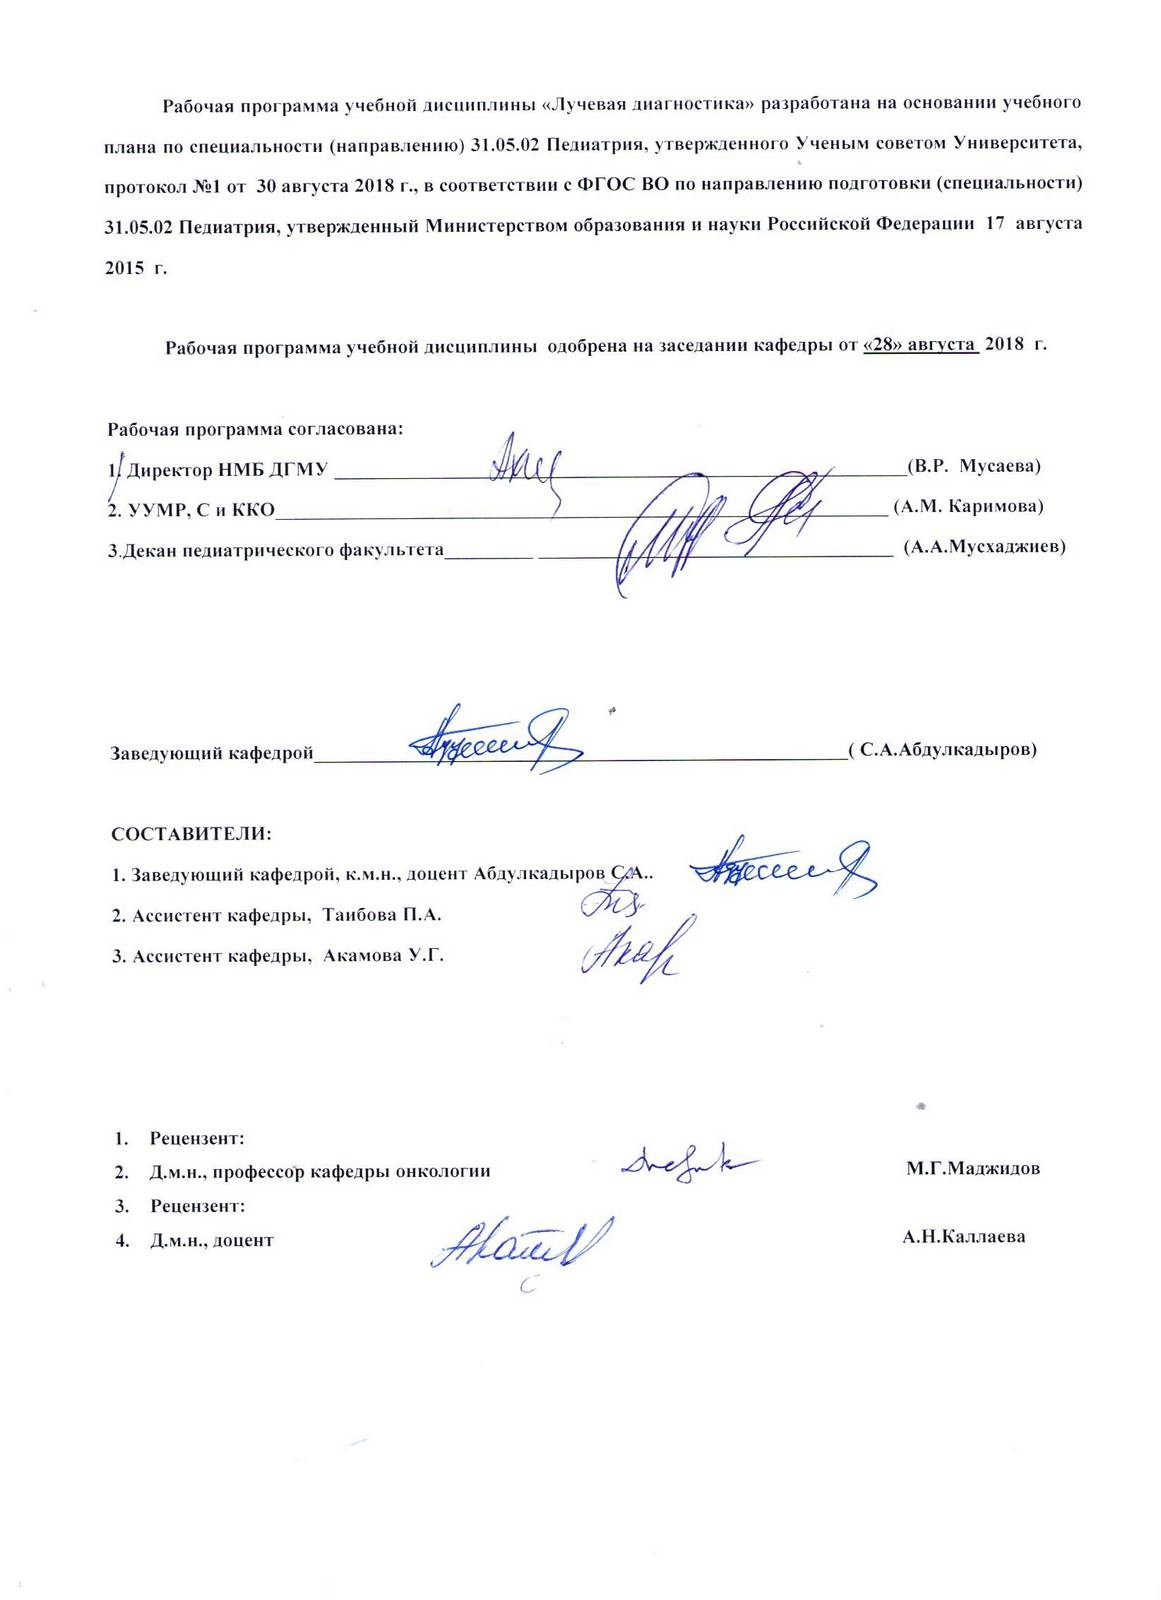 Рабочая программа учебной дисциплины «Лучевая диагностика» разработана на основании учебного
плана по специальности (направлению) 31.05.02 Педиатрия, утвержденного Ученым советом Университета,
протокол №1 от 30 августа 2018 г., в соответствии с ФГОС ВО по направлению подготовки (специальности)
31.05.02 Педиатрия, утвержденный Министерством образования и науки Российской Федерации 17 августа
2015 г.
Рабочая программа учебной дисциплины одобрена на заседании кафедры от «28» августа 2018 г.
Рабочая программа согласована:
1. Директор НМБ ДГМУ (В.Р. Мусаева)
2. УУМР, С и ККО (А.М. Каримова)
3.Декан педиатрического факультета (А.А.Мусхаджиев)
Заведующий кафедрой ( С.А.Абдулкадыров)
СОСТАВИТЕЛИ:
1. Заведующий кафедрой, к.м.н., доцент Абдулкадыров С.А..
2. Ассистент кафедры, Таибова П.А.
3. Ассистент кафедры, Акамова У.Г.
1. Рецензент:
2. Д.м.н., профессор кафедры онкологии М.Г.Маджидов
3. Рецензент:
4. Д.м.н., доцент А.Н.Каллаева